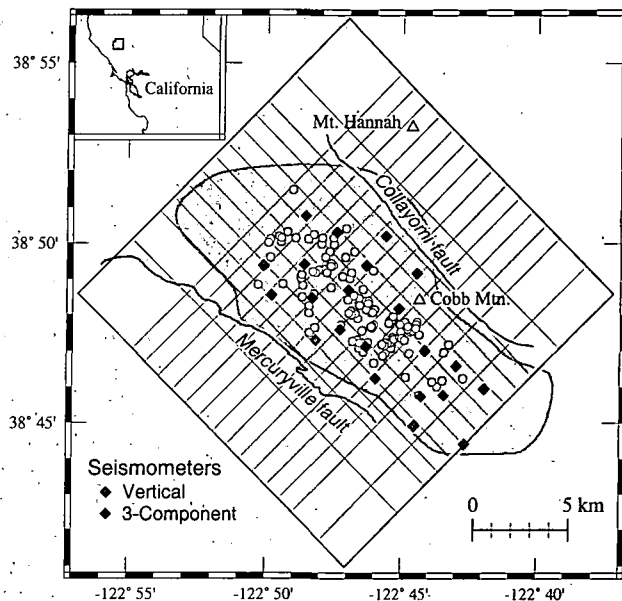 California
38° 55'
38° 50'
38° 45'
Mt. Hannah
Collayomi fault
Cobb Mtn.
Mercuryville fault
Seismometers
Vertical
3-Component
0 5 km
-122° 55' -122° 50' -122° 45' -122° 40'